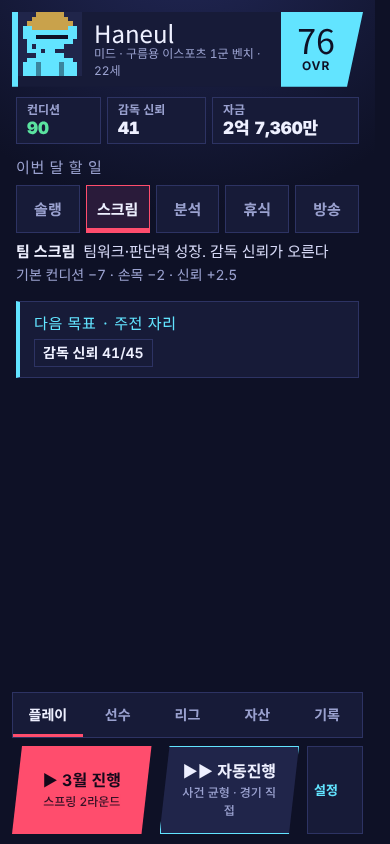 Haneul
미드 · 구름용 이스포츠 1군 벤치 ·
22세
76
OVR
컨디션
90
감독 신뢰
41
자금
2억 7,360만
이번 달 할 일
솔랭
스크림
분석
휴식
방송
팀 스크림 팀워크·판단력 성장. 감독 신뢰가 오른다
기본 컨디션 −7 · 손목 −2 · 신뢰 +2.5
다음 목표 · 주전 자리
감독 신뢰 41/45
플레이
선수
리그
자산
기록
▶ 3월 진행
스프링 2라운드
▶▶ 자동진행
사건 균형 · 경기 직
접
설정